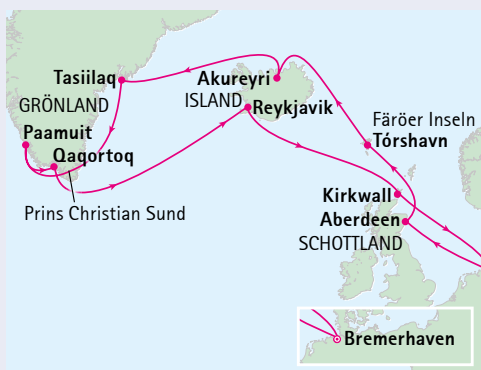 Tasiilaq
GRÖNLAND
Paamuit
Qaqortoq
Prins Christian Sund
Akureyri
ISLAND
Reykjavik
Färöer Inseln
Tórshavn
Kirkwall
Aberdeen
SCHOTTLAND
Bremerhaven